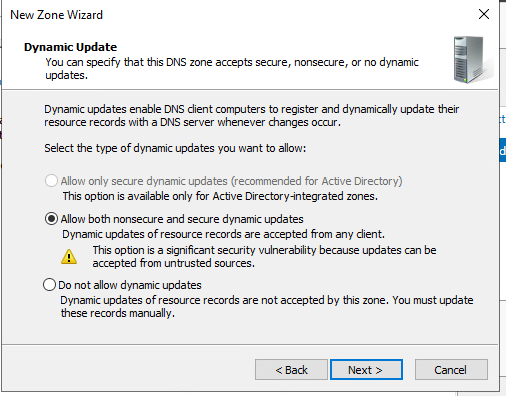 New Zone Wizard
Dynamic Update
You can specify that this DNS zone accepts secure, nonsecure, or no dynamic
updates.
Dynamic updates enable DNS client computers to register and dynamically update their
resource records with a DNS server whenever changes occur.
Select the type of dynamic updates you want to allow:
Allow only secure dynamic updates (recommended for Active Directory)
This option is available only for Active Directory-integrated zones.
Allow both nonsecure and secure dynamic updates
Dynamic updates of resource records are accepted from any client.
This option is a significant security vulnerability because updates can be
accepted from untrusted sources.
Do not allow dynamic updates
Dynamic updates of resource records are not accepted by this zone. You must update
these records manually.
< Back
Next >
Cancel